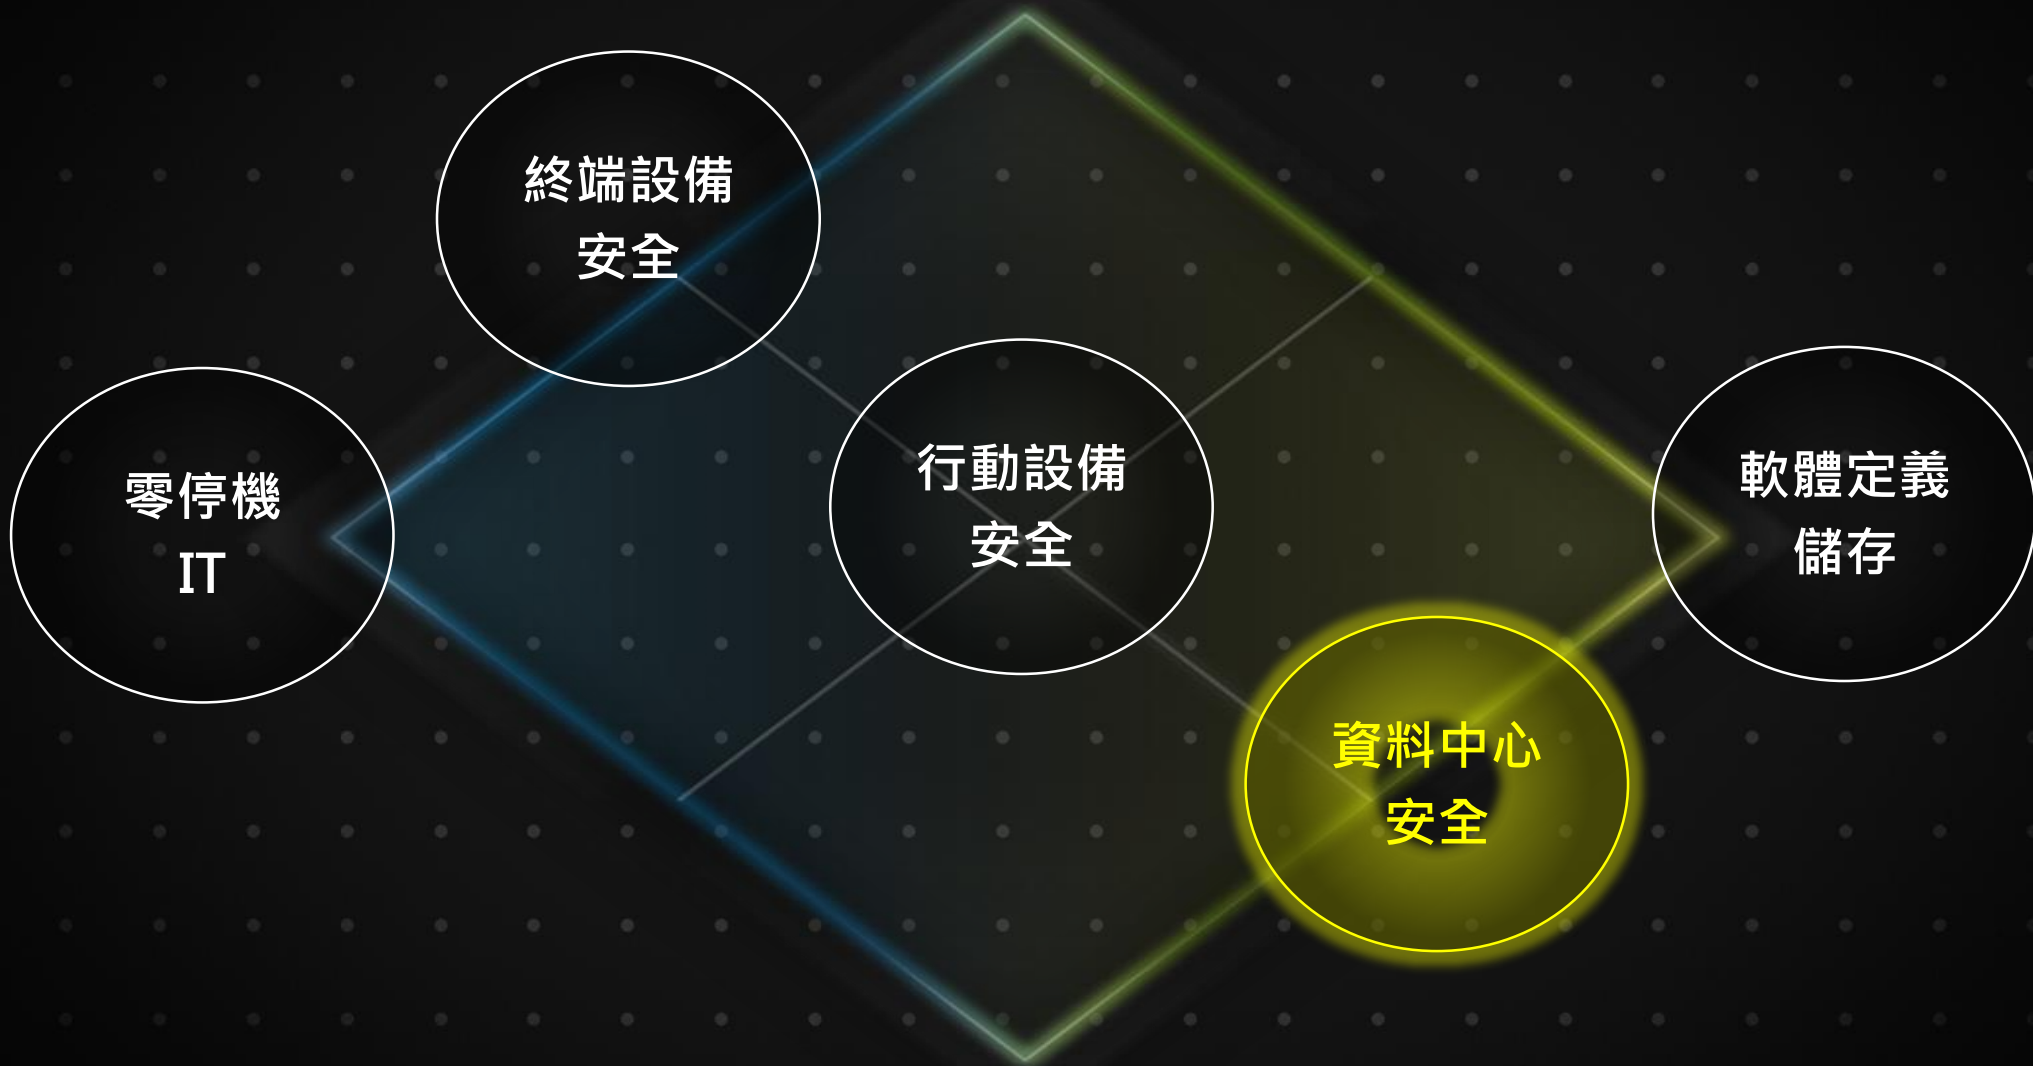 終端設備
安全
零停機
IT
行動設備
安全
軟體定義
儲存
資料中心
安全